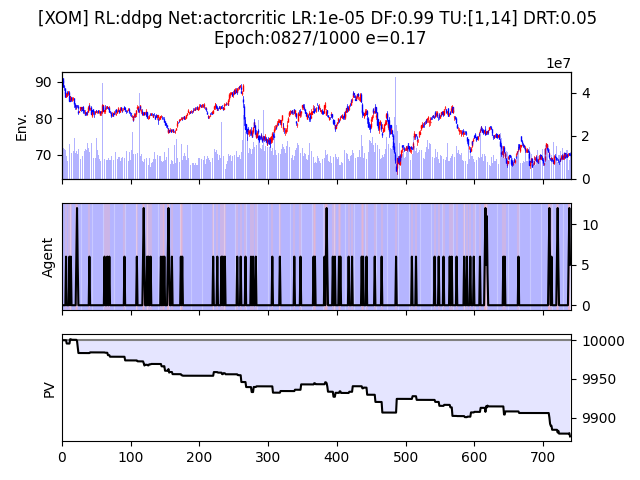 [XOM] RL:ddpg Net:actorcritic LR:1e-05 DF:0.99 TU:[1,14] DRT:0.05
Epoch:0827/1000 e=0.17
1e7
90
80
70
Env.
4
2
0
Agent
10
5
0
PV
10000
9950
9900
0 100 200 300 400 500 600 700